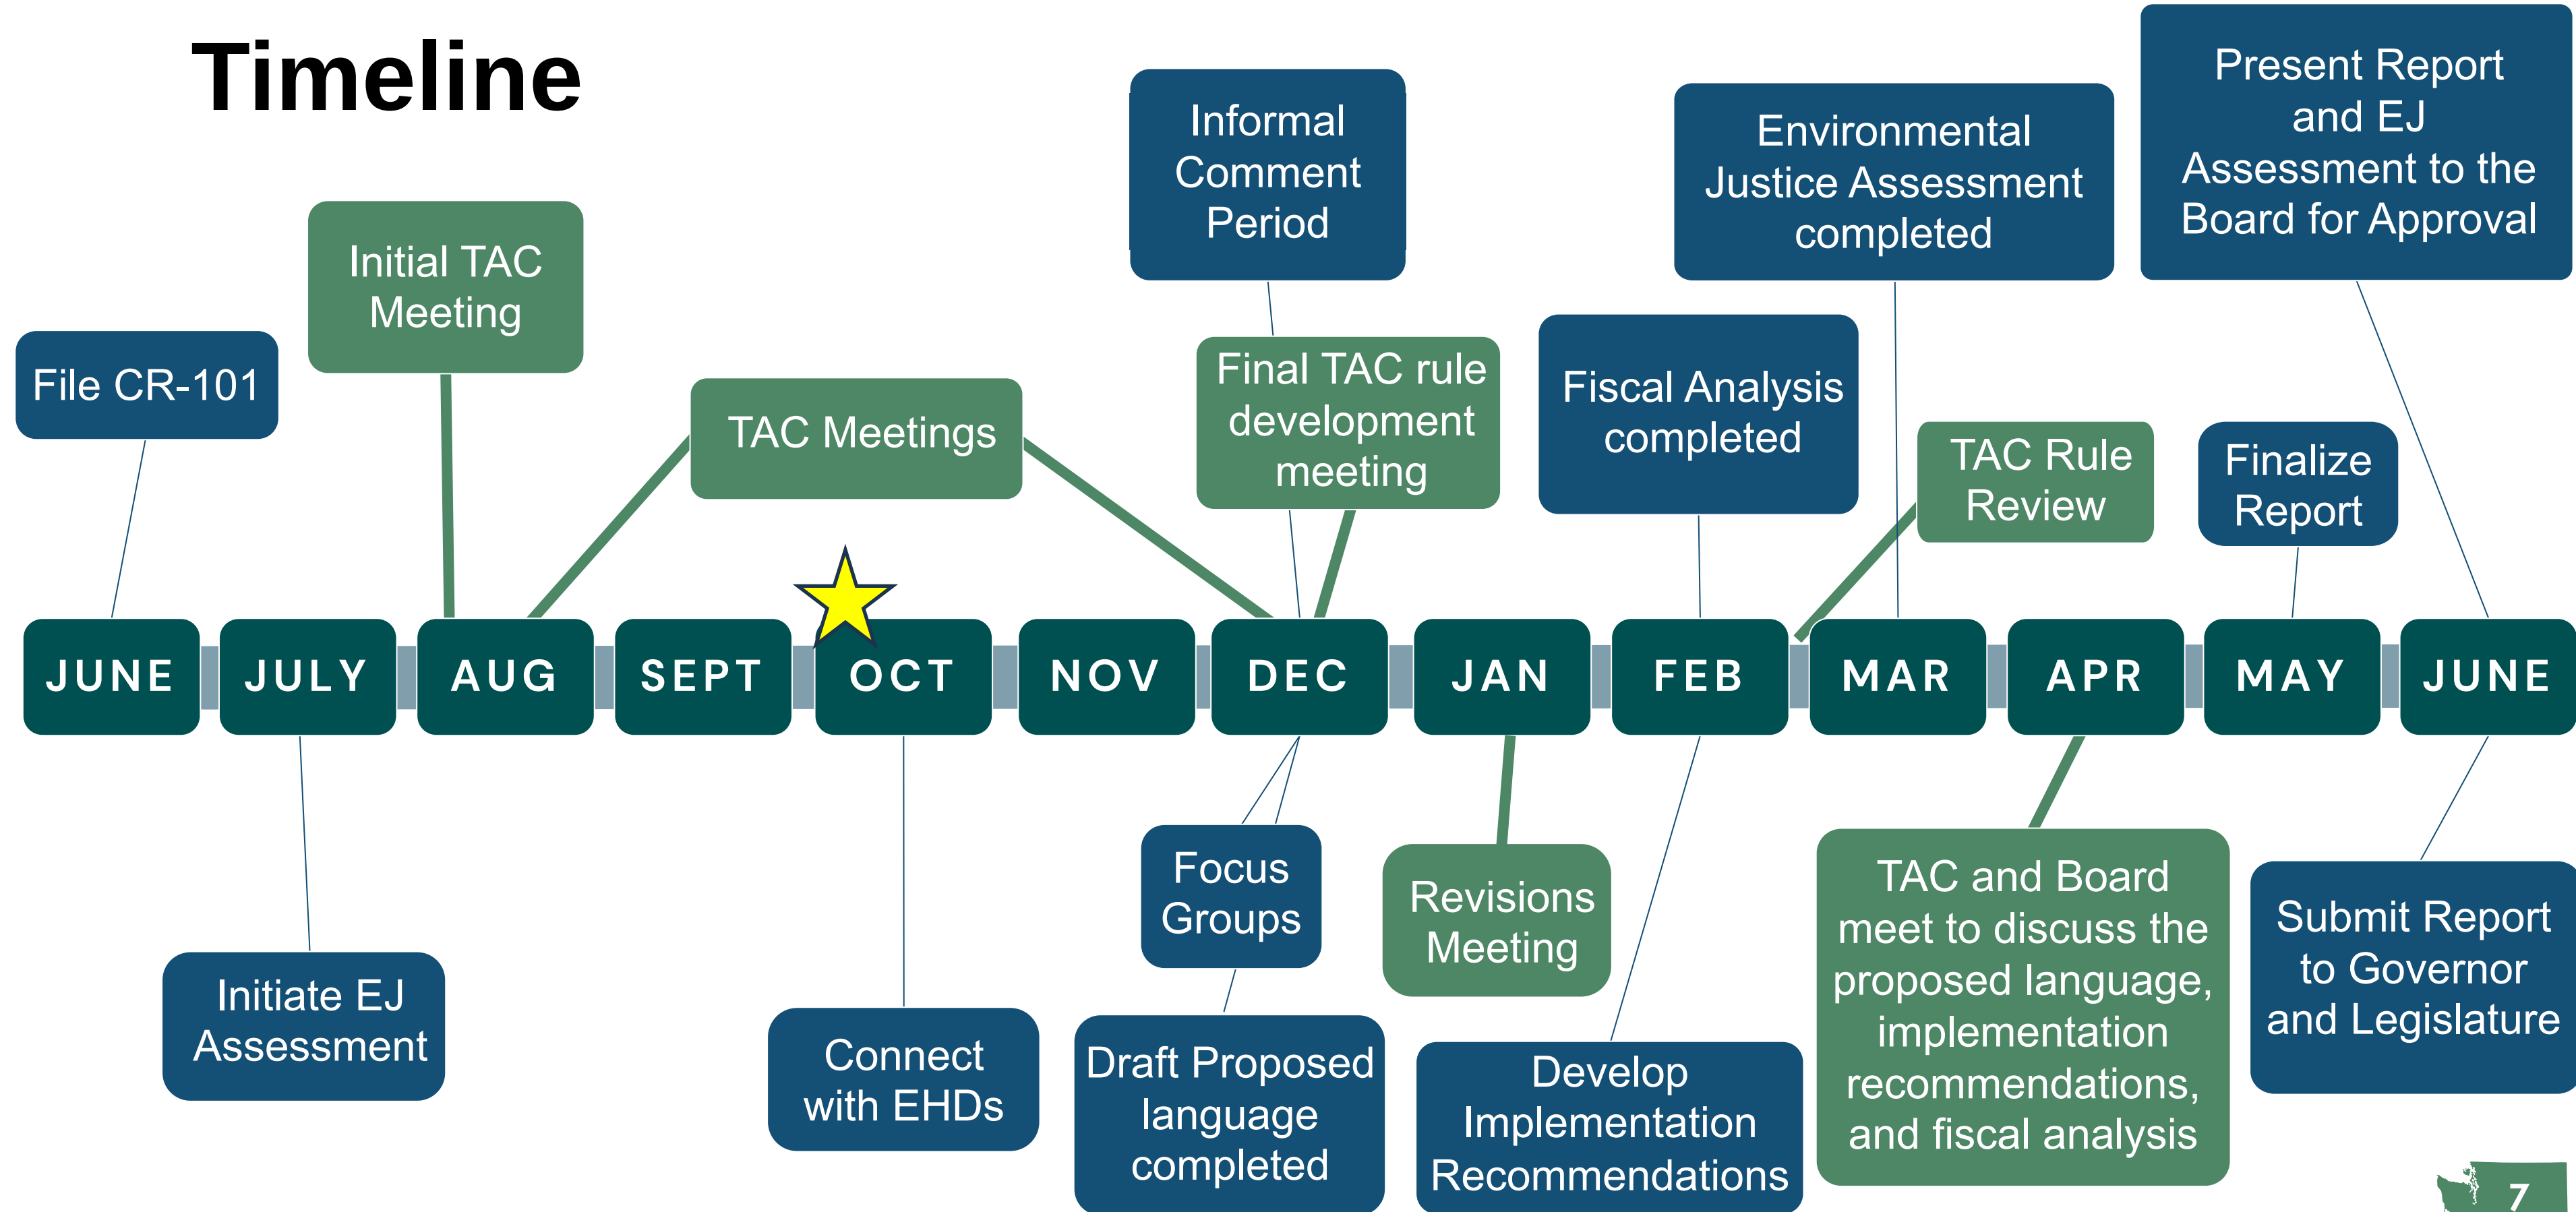 Timeline
File CR-101
Initial TAC
Meeting
TAC Meetings
Informal
Comment
Period
Final TAC rule
development
meeting
Fiscal Analysis
completed
Environmental
Justice Assessment
completed
TAC Rule
Review
Finalize
Report
Present Report
and EJ
Assessment to the
Board for Approval
JUNE
JULY
AUG
SEPT
OCT
NOV
DEC
JAN
FEB
MAR
APR
MAY
JUNE
Initiate EJ
Assessment
Connect
with EHDs
Focus
Groups
Draft Proposed
language
completed
Revisions
Meeting
Develop
Implementation
Recommendations
TAC and Board
meet to discuss the
proposed language,
implementation
recommendations,
and fiscal analysis
Submit Report
to Governor
and Legislature
7